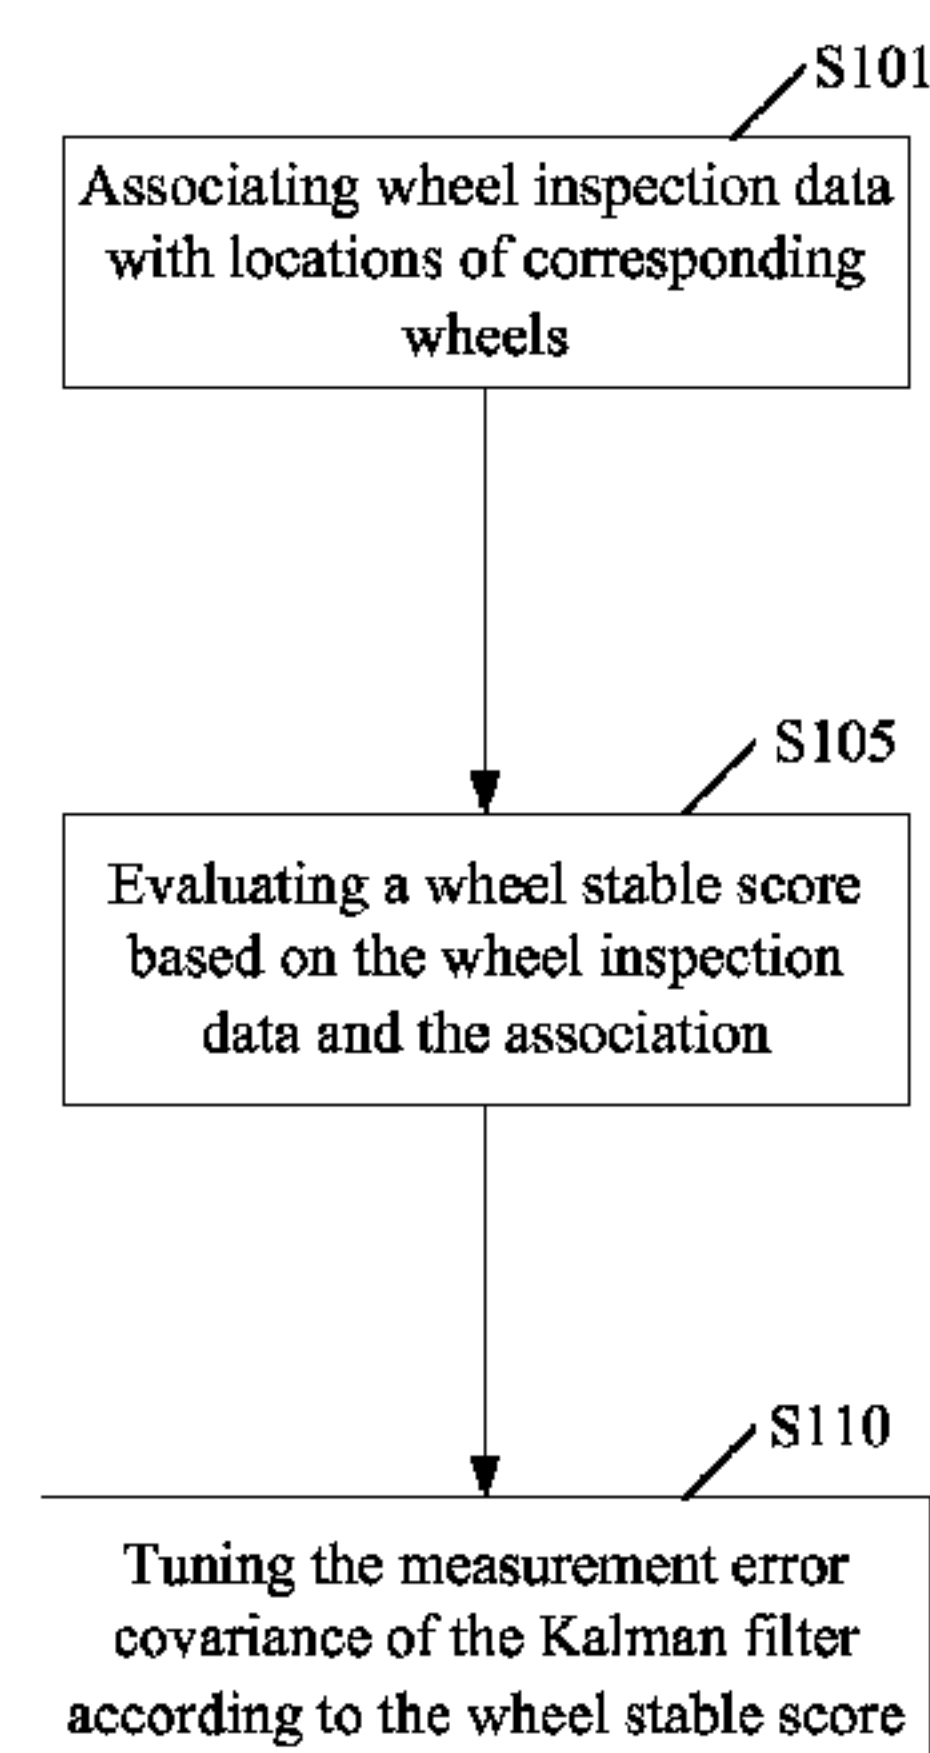 S101
Associating wheel inspection data
with locations of corresponding
wheels
S105
Evaluating a wheel stable score
based on the wheel inspection
data and the association
S110
Tuning the measurement error
covariance of the Kalman filter
according to the wheel stable score